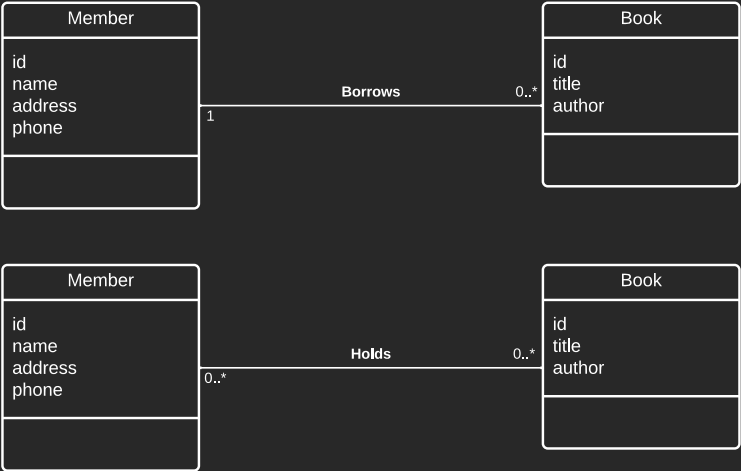 Member
id
name
address
phone
Borrows
1
0..*
Book
id
title
author
Member
id
name
address
phone
Holds
0..*
0..*
Book
id
title
author